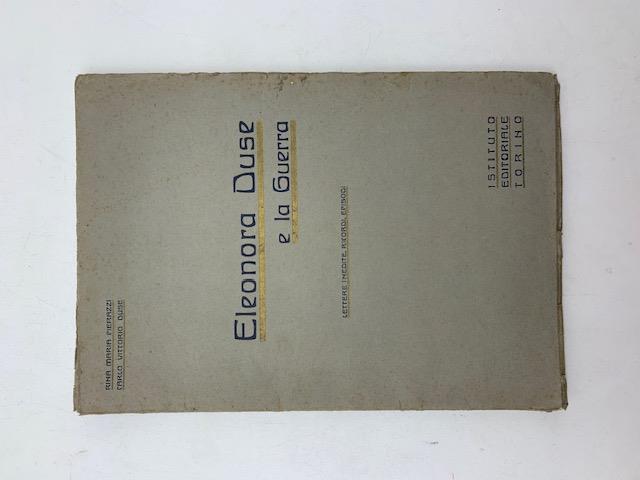 RINA MARIA PIERAZZI
CARLO VITTORIO DUSE
Eleonora Duse
e la Guerra
LETTERE INEDITE, RICORDI, EPISODI
ISTITUTO
EDITORIALE
TORINO